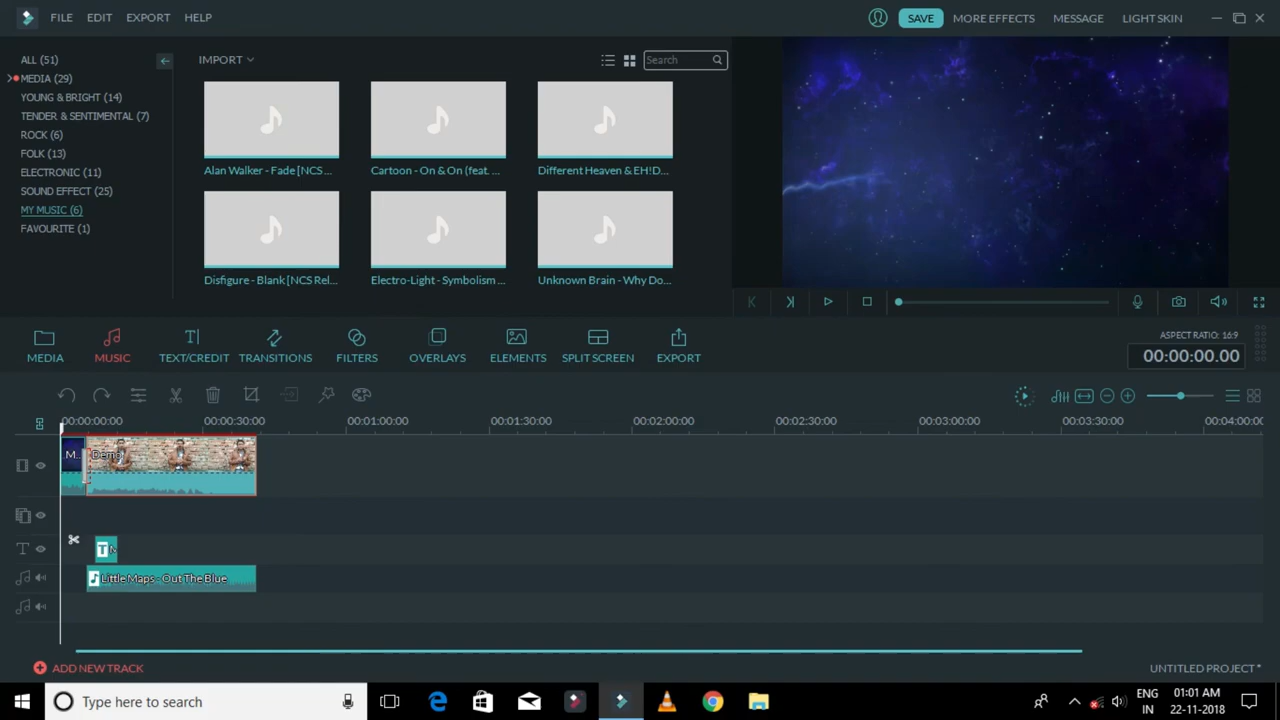 FILE EDIT EXPORT HELP SAVE MORE EFFECTS MESSAGE LIGHT SKIN
ALL (51)
MEDIA (29)
YOUNG & BRIGHT (14)
TENDER & SENTIMENTAL (7)
ROCK (6)
FOLK (13)
ELECTRONIC (11)
SOUND EFFECT (25)
MY MUSIC (6)
FAVOURITE (1)
IMPORT Search
Alan Walker - Fade [NCS ... Cartoon - On & On (feat. ... Different Heaven & EH!D...
Disfigure - Blank [NCS Rel... Electro-Light - Symbolism ... Unknown Brain - Why Do...
MEDIA MUSIC TEXT/CREDIT TRANSITIONS FILTERS OVERLAYS ELEMENTS SPLIT SCREEN EXPORT
ASPECT RATIO: 16:9
00:00:00.00
00:00:00:00 00:00:30:00 00:01:00:00 00:01:30:00 00:02:00:00 00:02:30:00 00:03:00:00 00:03:30:00 00:04:00:00
M... Demo
T M
Little Maps - Out The Blue
ADD NEW TRACK UNTITLED PROJECT *
Type here to search
ENG
IN
01:01 AM
22-11-2018